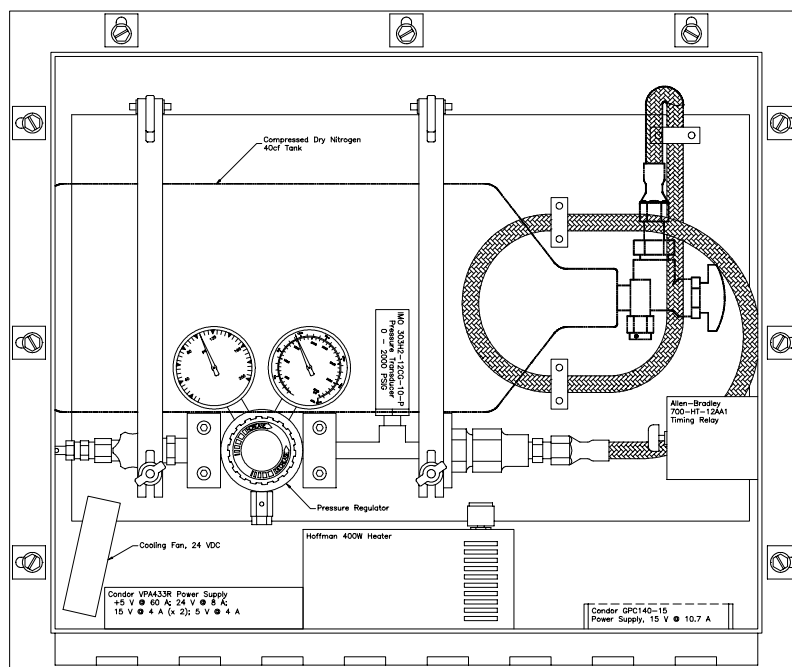 Compressed Dry Nitrogen
40cf Tank
IMO 303H2-12CG-10-P
Pressure Transducer
0 - 2000 PSIG
Allen-Bradley
700-HT-12AA1
Timing Relay
Pressure Regulator
Hoffman 400W Heater
Cooling Fan, 24 VDC
Condor VPA433R Power Supply
+5 V @ 60 A; 24 V @ 8 A;
15 V @ 4 A (x 2); 5 V @ 4 A
Condor GPC140-15
Power Supply, 15 V @ 10.7 A